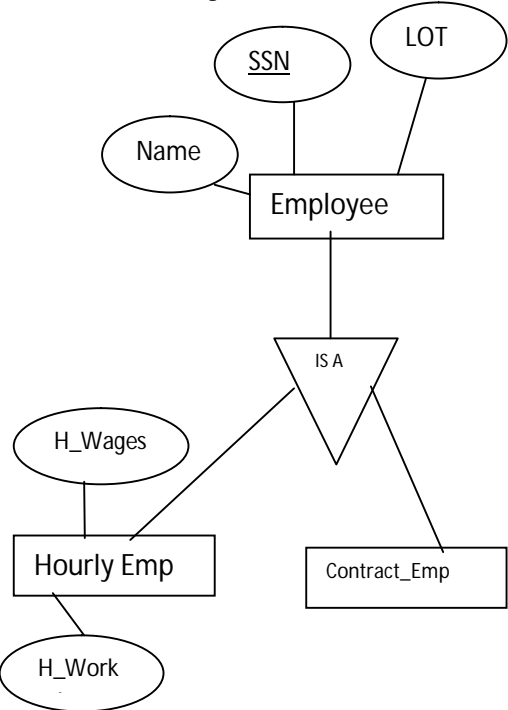 LOT
SSN
Name
Employee
IS A
H_Wages
Hourly Emp
Contract_Emp
H_Work